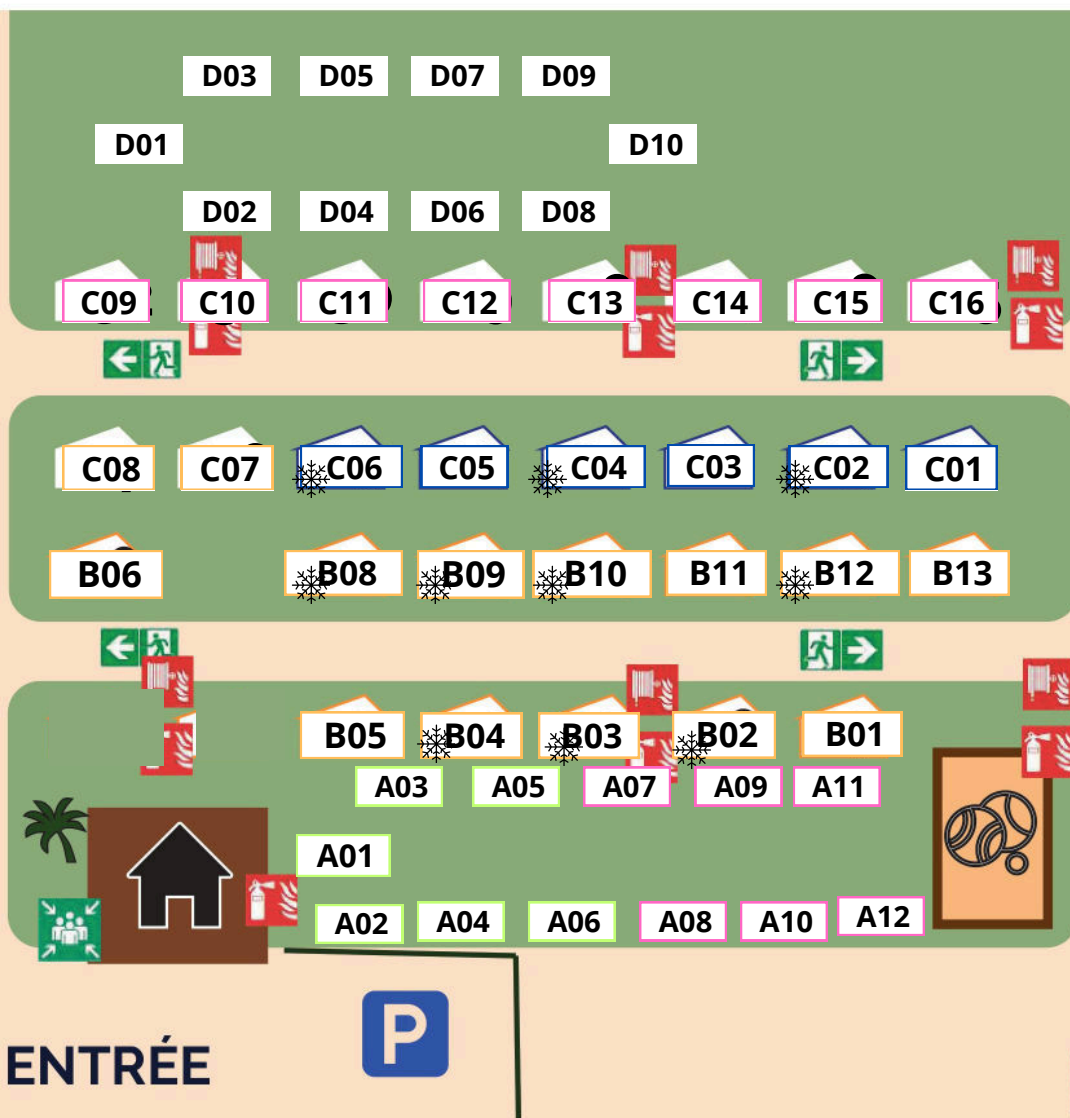 D03 D05 D07 D09
D01 D10
D02 D04 D06 D08
C09 C10 C11 C12 C13 C14 C15 C16
C08 C07 C06 C05 C04 C03 C02 C01
B06 B08 B09 B10 B11 B12 B13
B05 B04 B03 B02 B01
A03 A05 A07 A09 A11
A01
A02 A04 A06 A08 A10 A12
P
ENTRÉE